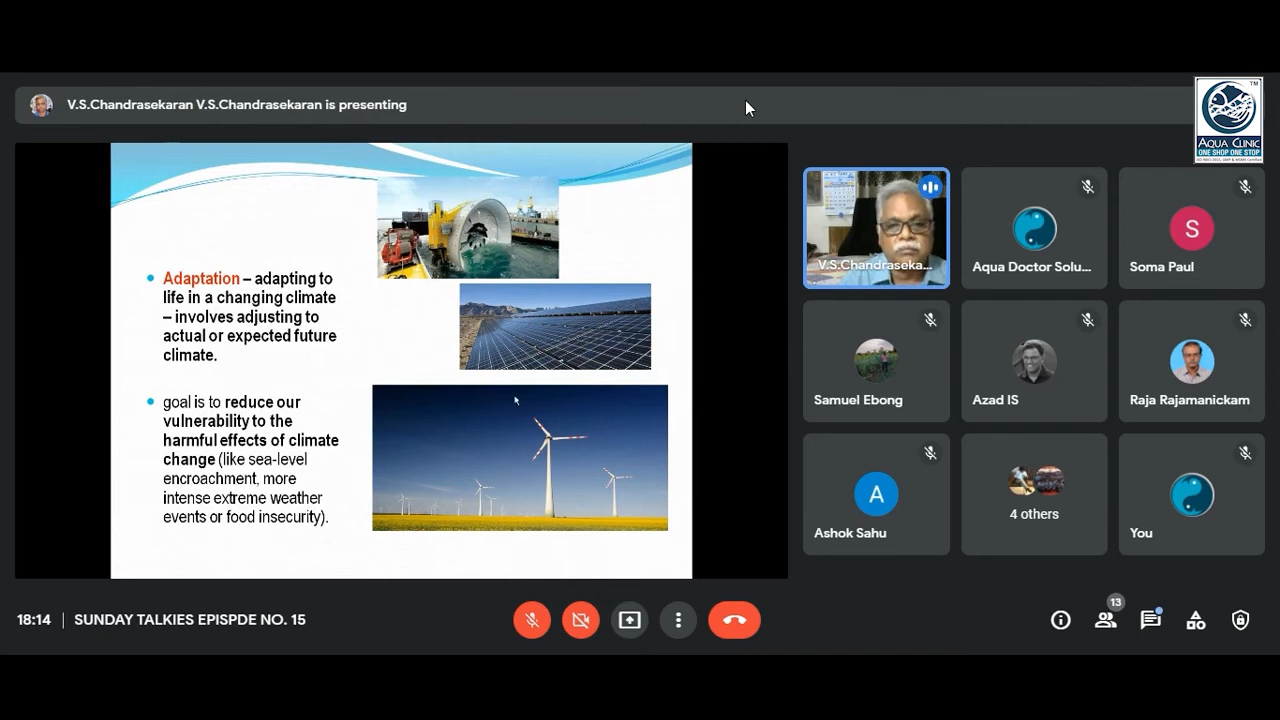 V.S.Chandrasekaran V.S.Chandrasekaran is presenting
TM
AQUA CLINIC
ONE SHOP ONE STOP
Adaptation – adapting to
life in a changing climate
– involves adjusting to
actual or expected future
climate.
goal is to reduce our
vulnerability to the
harmful effects of climate
change (like sea-level
encroachment, more
intense extreme weather
events or food insecurity).
V.S.Chandraseka...
Aqua Doctor Solu...
S
Soma Paul
Samuel Ebong
Azad IS
Raja Rajamanickam
A
Ashok Sahu
4 others
You
18:14
SUNDAY TALKIES EPISPDE NO. 15
13